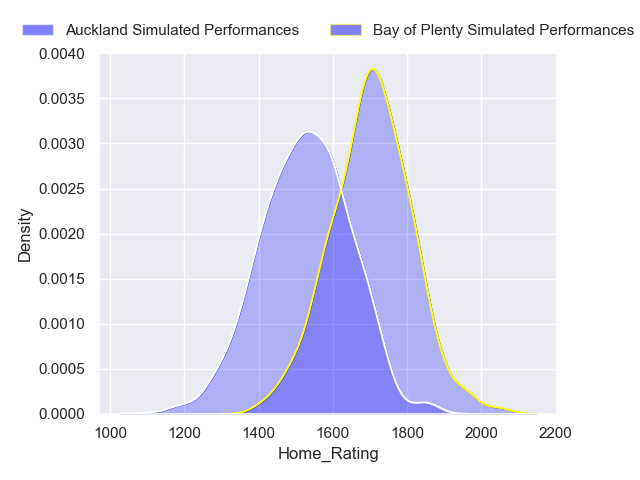 Auckland Simulated Performances
Bay of Plenty Simulated Performances
0.0040
0.0035
0.0030
0.0025
0.0020
0.0015
0.0010
0.0005
0.0000
Density
1000 1200 1400 1600 1800 2000 2200
Home_Rating